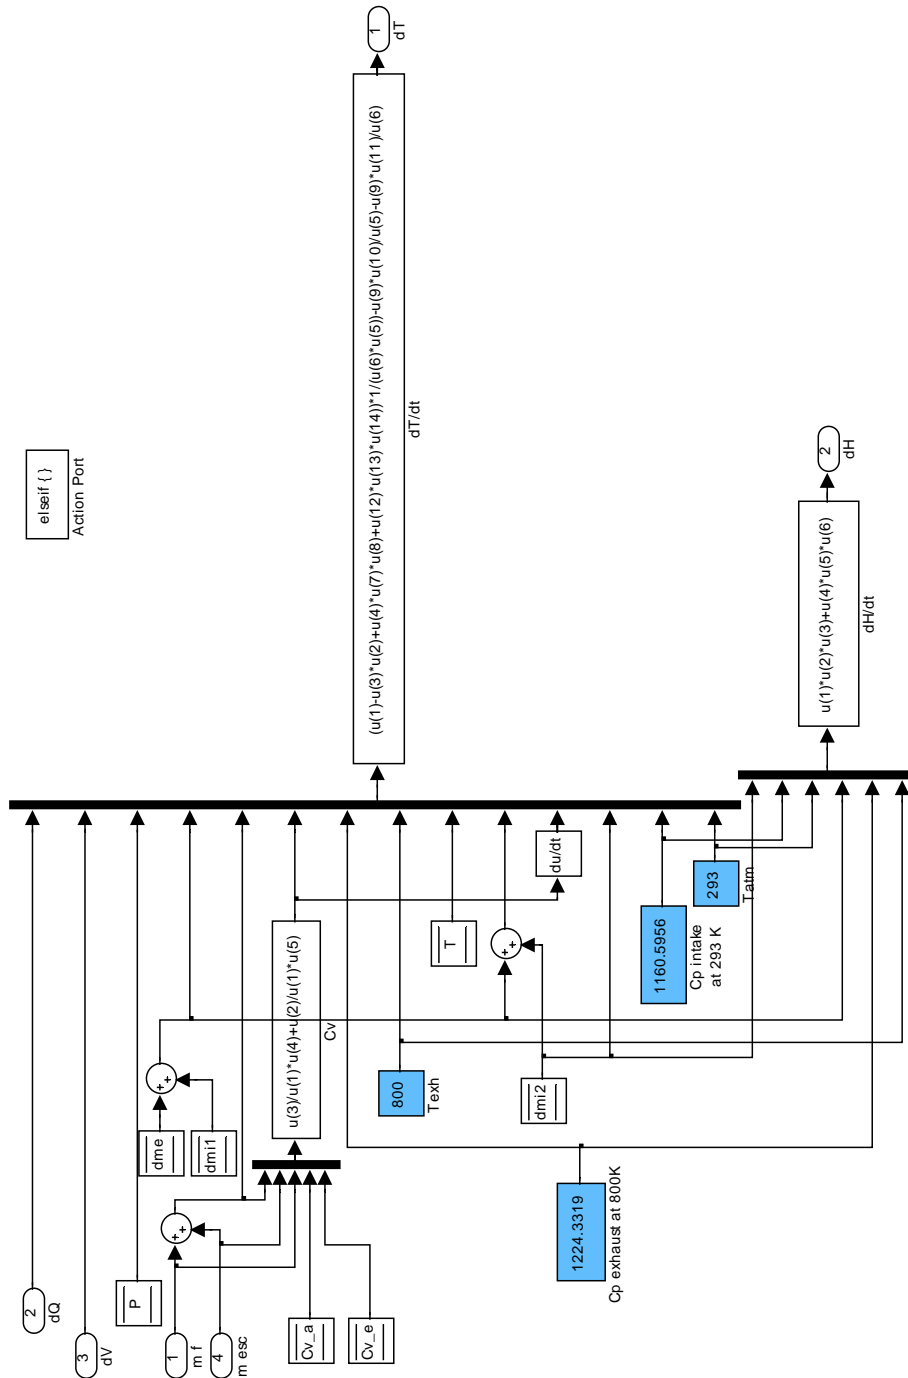 2
dQ
3
dV
P
1
m f
4
m esc
Cv_a
Cv_e
dme
dmi1
+
+
+
+
u(3)/u(1)*u(4)+u(2)/u(1)*u(5)
Cv
1224.3319
Cp exhaust at 800K
800
Texh
dmi2
T
+
+
1160.5956
Cp intake
at 293 K
293
Tatm
du/dt
elseif { }
Action Port
(u(1)-u(3)*u(2)+u(4)*u(7)*u(8)+u(12)*u(13)*u(14))*1/(u(6)*u(5))-u(9)*u(10)/u(5)-u(9)*u(11)/u(6)
dT/dt
1
dT
u(1)*u(2)*u(3)+u(4)*u(5)*u(6)
dH/dt
2
dH